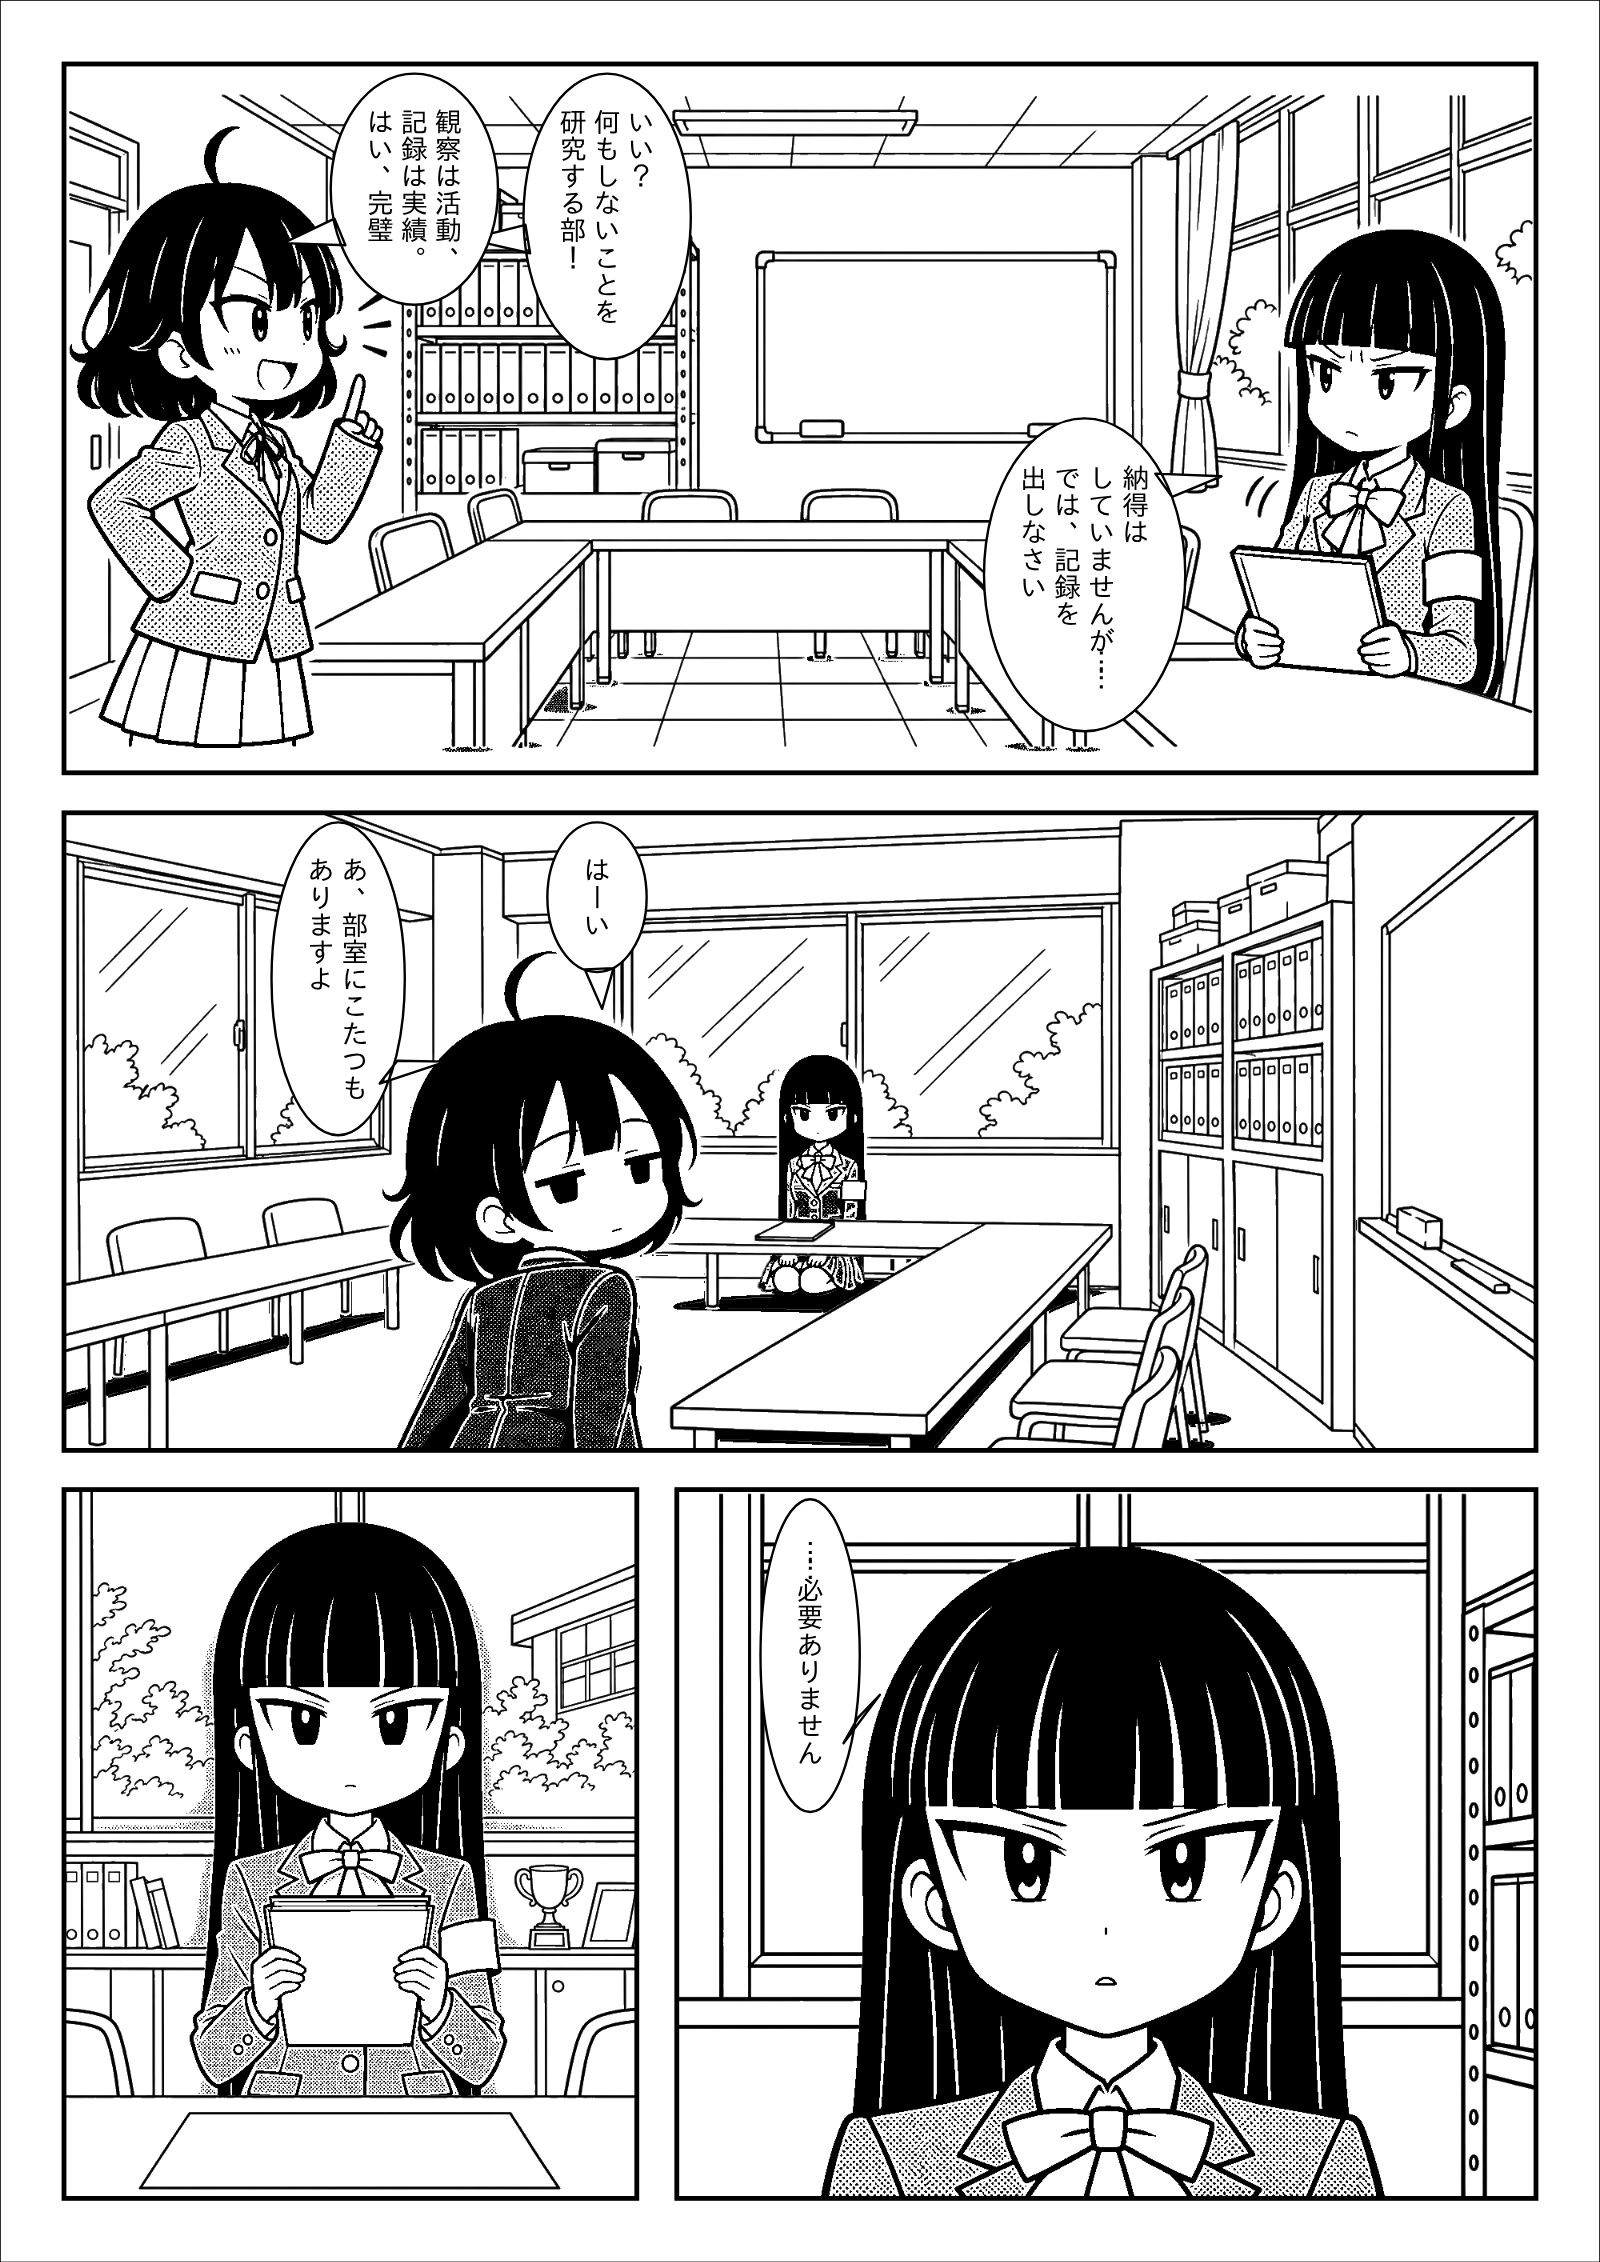 いい？
何もしないことを
研究する部！
観察は活動、
記録は実績。
はい、完璧
納得は
していませんが……
では、記録を
出しなさい
はーい
あ、部室にこたつも
ありますよ
……必要ありません